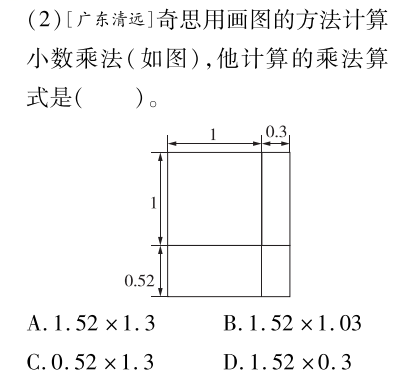 (2)[广东清远]奇思用画图的方法计算
小数乘法(如图),他计算的乘法算
式是(　　)。
1 0.3
1
0.52
A.1.52×1.3 B.1.52×1.03
C.0.52×1.3 D.1.52×0.3